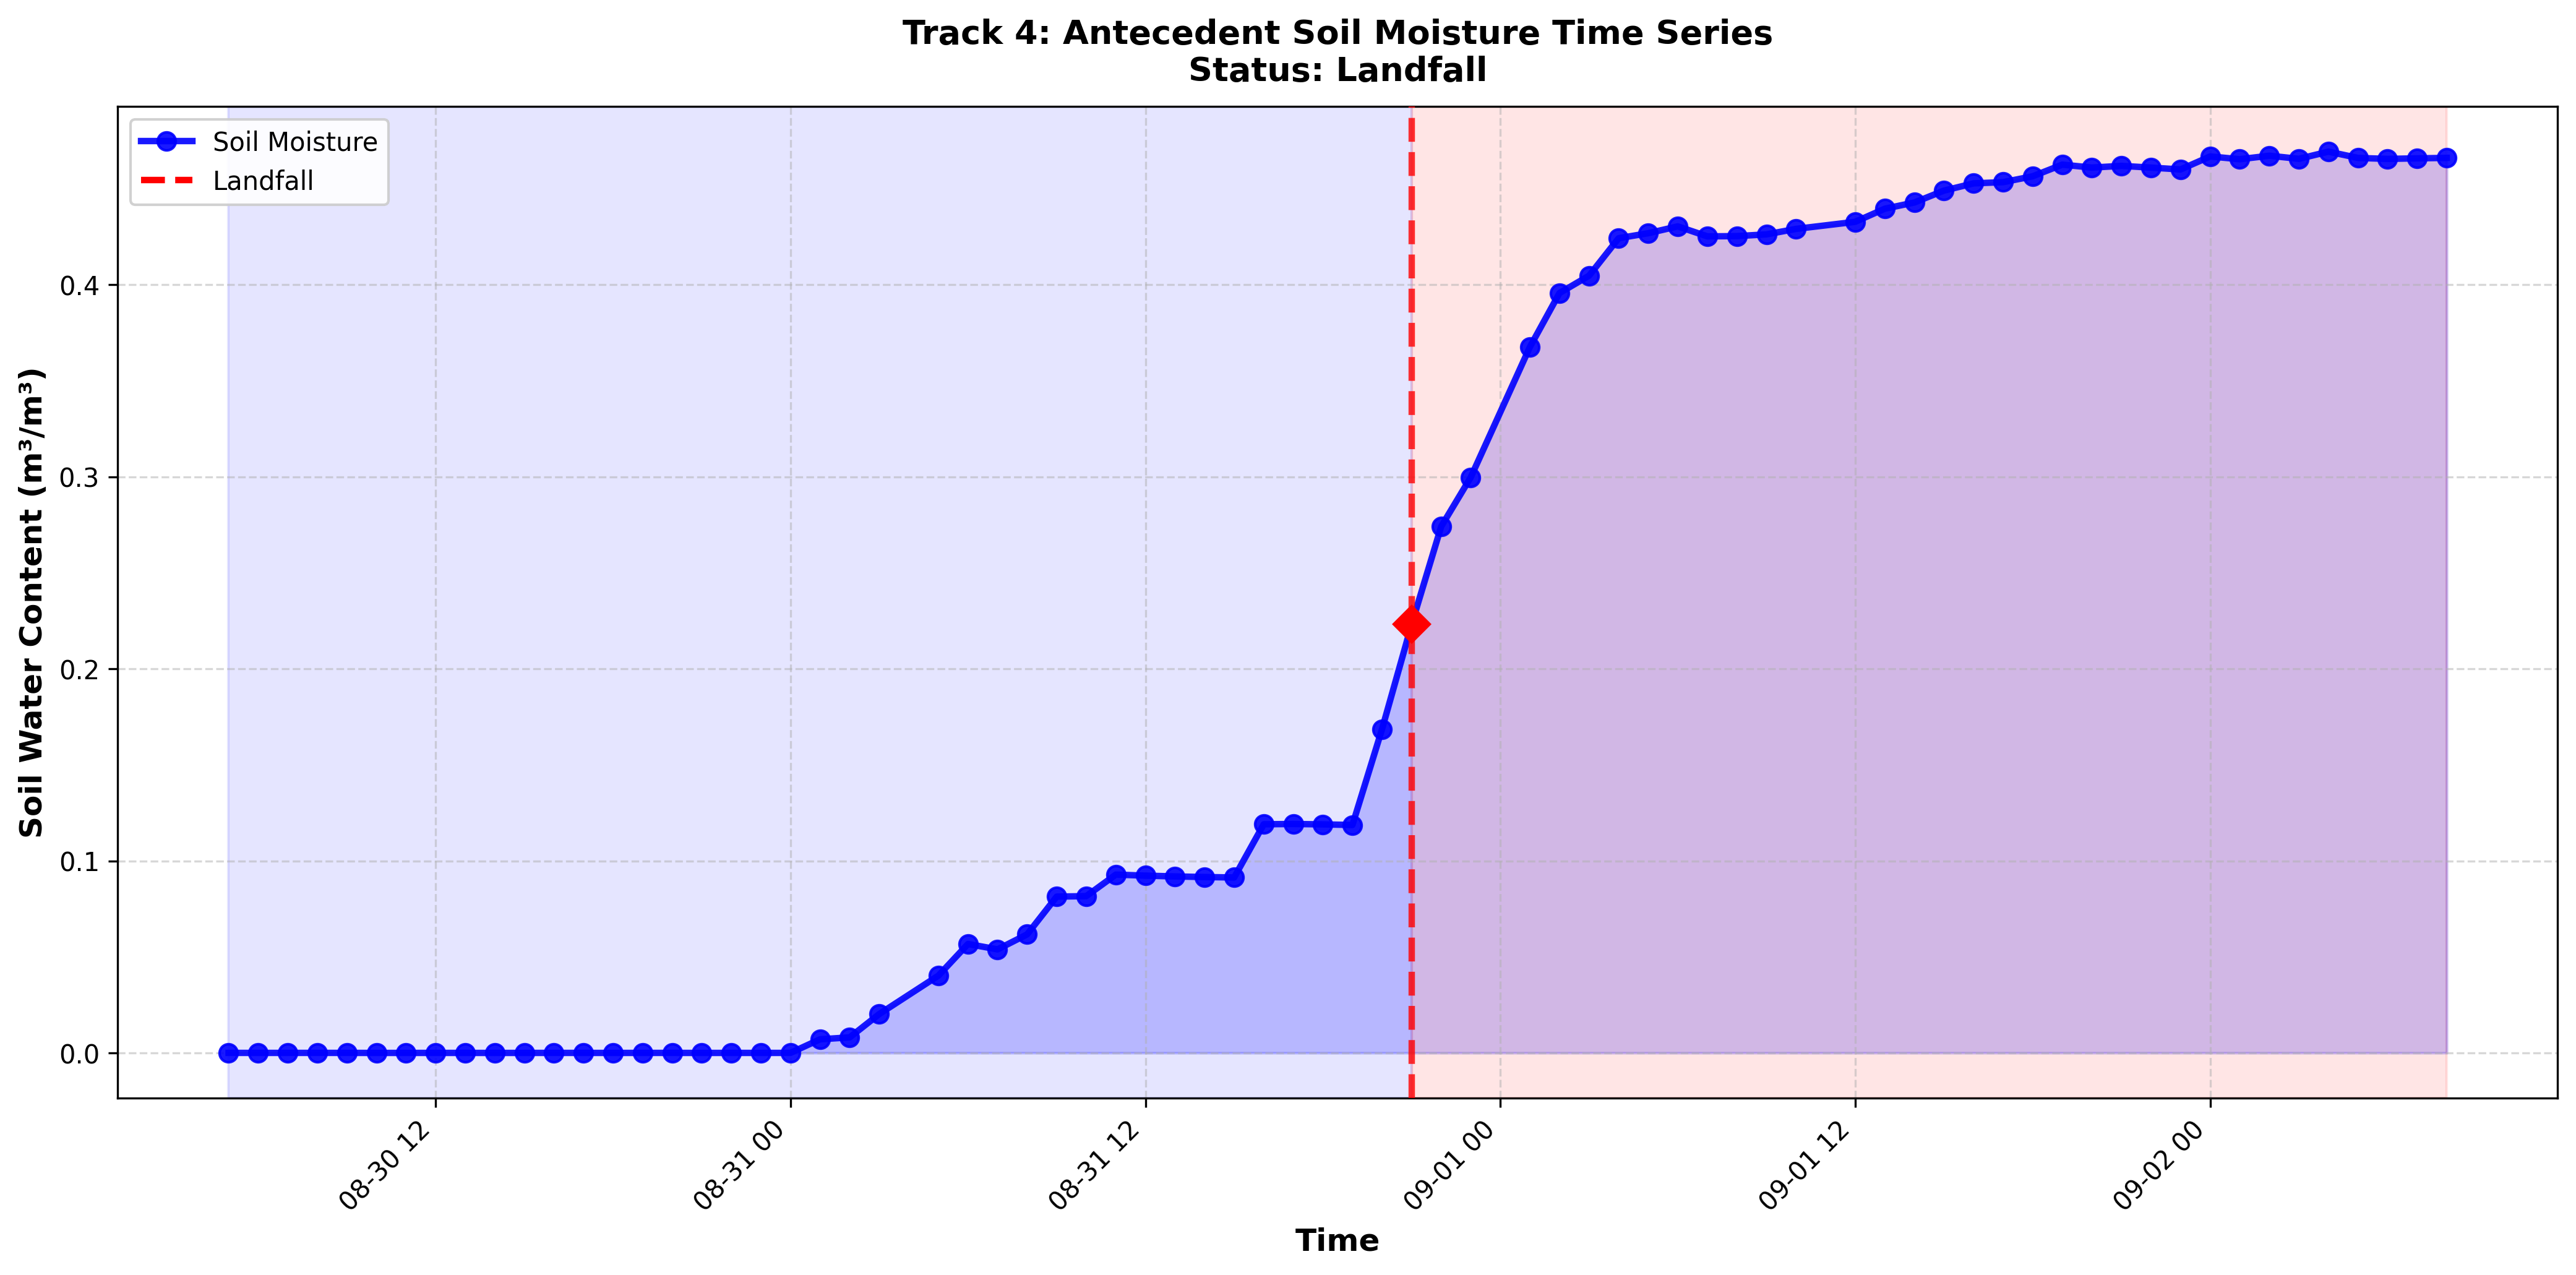 Track 4: Antecedent Soil Moisture Time Series
Status: Landfall
Soil Moisture
Landfall
Soil Water Content (m³/m³)
0.4
0.3
0.2
0.1
0.0
08-30 12
08-31 00
08-31 12
09-01 00
09-01 12
09-02 00
Time